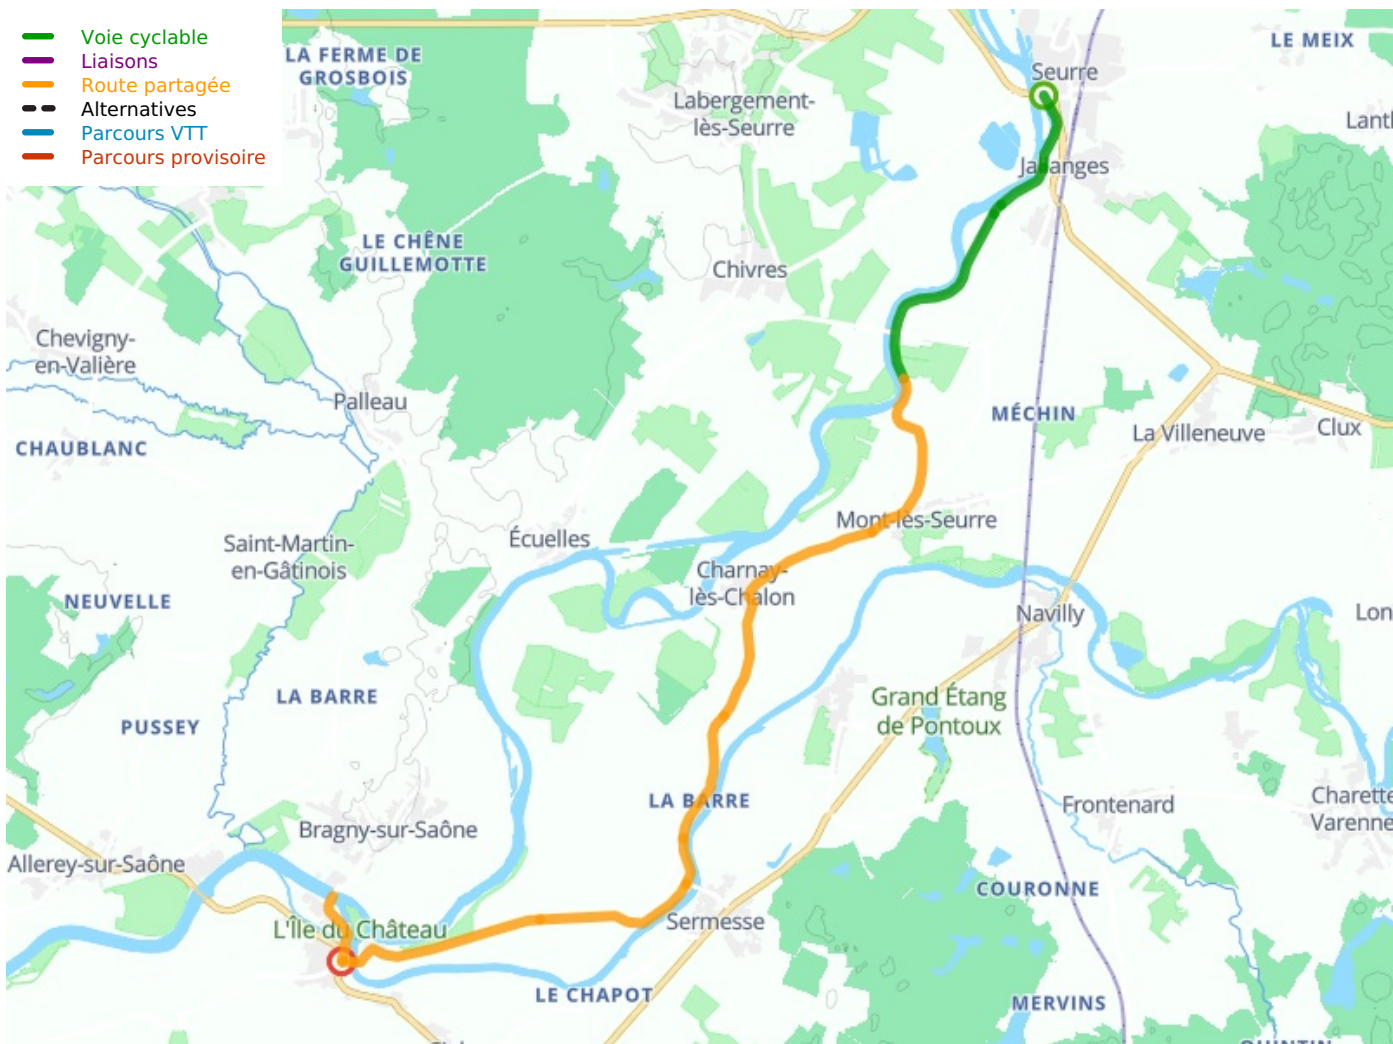 Voie cyclable
Liaisons
Route partagée
Alternatives
Parcours VTT
Parcours provisoire
LA FERME DE
GROSBOIS
LE MEIX
Seurre
Labergement-
lès-Seurre
Jallanges
LE CHÊNE
GUILLEMOTTE
Chivres
Chevigny-
en-Valière
Palleau
MÉCHIN
La Villeneuve
Clux
CHAUBLANC
Mont-lès-Seurre
Écuelles
Saint-Martin-
en-Gâtinois
Charnay-
lès-Chalon
NEUVELLE
Navilly
Lon
LA BARRE
Grand Étang
de Pontoux
PUSSEY
LA BARRE
Frontenard
Charette
Varenne
Bragny-sur-Saône
Allerey-sur-Saône
COURONNE
Sermesse
L'Île du Château
LE CHAPOT
MERVINS